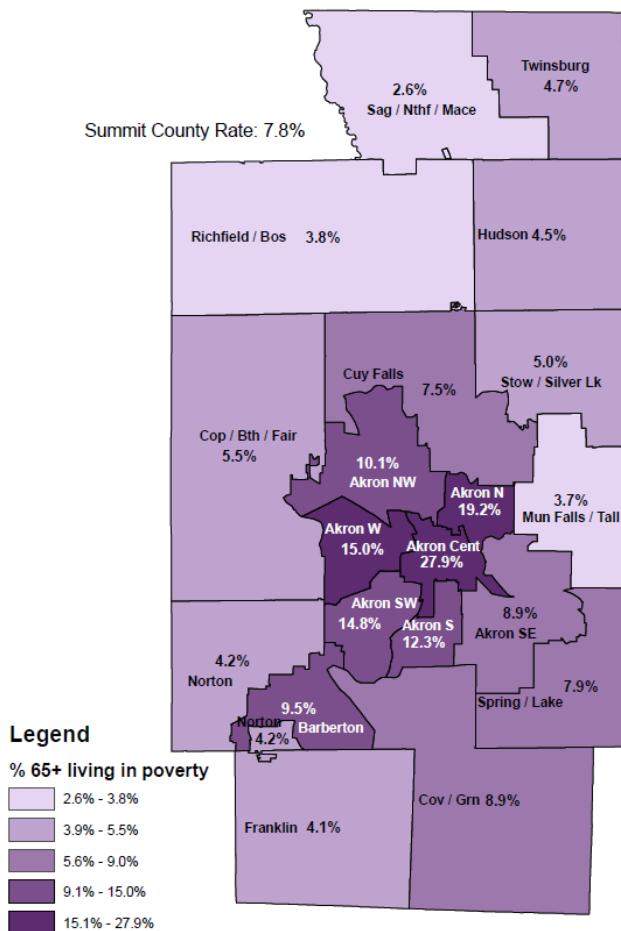 Twinsburg
4.7%
2.6%
Sag / Nthf / Mace
Summit County Rate: 7.8%
Richfield / Bos 3.8%
Hudson 4.5%
Cuy Falls
7.5%
5.0%
Stow / Silver Lk
Cop / Bth / Fair
5.5%
10.1%
Akron NW
Akron N
19.2%
3.7%
Mun Falls / Tall
Akron W
15.0%
Akron Cent
27.9%
Akron SW
14.8%
Akron S
12.3%
8.9%
Akron SE
4.2%
Norton
7.9%
Spring / Lake
9.5%
Barberton
Norton
4.2%
Cov / Grn 8.9%
Franklin 4.1%
Legend
% 65+ living in poverty
2.6% - 3.8%
3.9% - 5.5%
5.6% - 9.0%
9.1% - 15.0%
15.1% - 27.9%